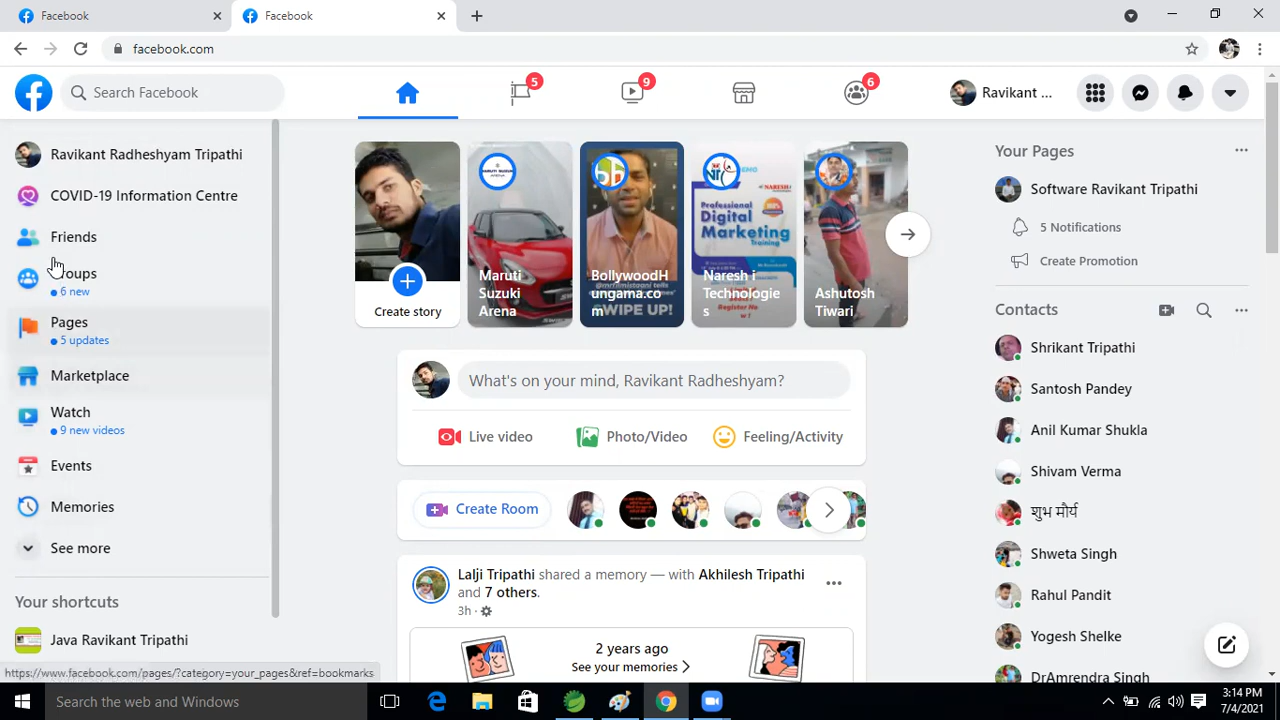 Facebook
Facebook
facebook.com
Search Facebook
5
9
6
Ravikant ...
Ravikant Radheshyam Tripathi
COVID-19 Information Centre
Friends
6 new
Pages
5 updates
Marketplace
Watch
9 new videos
Events
Memories
See more
Your shortcuts
Java Ravikant Tripathi
https://www.facebook.com/pages/?category=your_pages&ref=bookmarks
Create story
Maruti
Suzuki
Arena
BollywoodH
ungama.co
m
WIPE UP!
Professional
Digital
Marketing
Training
Naresh i
Technologie
s
Ashutosh
Tiwari
What's on your mind, Ravikant Radheshyam?
Live video
Photo/Video
Feeling/Activity
Create Room
Lalji Tripathi shared a memory — with Akhilesh Tripathi
and 7 others.
3h ·
2 years ago
See your memories
Your Pages
Software Ravikant Tripathi
5 Notifications
Create Promotion
Contacts
Shrikant Tripathi
Santosh Pandey
Anil Kumar Shukla
Shivam Verma
शुभ मौर्य
Shweta Singh
Rahul Pandit
Yogesh Shelke
DrAmrendra Singh
Search the web and Windows
3:14 PM
7/4/2021